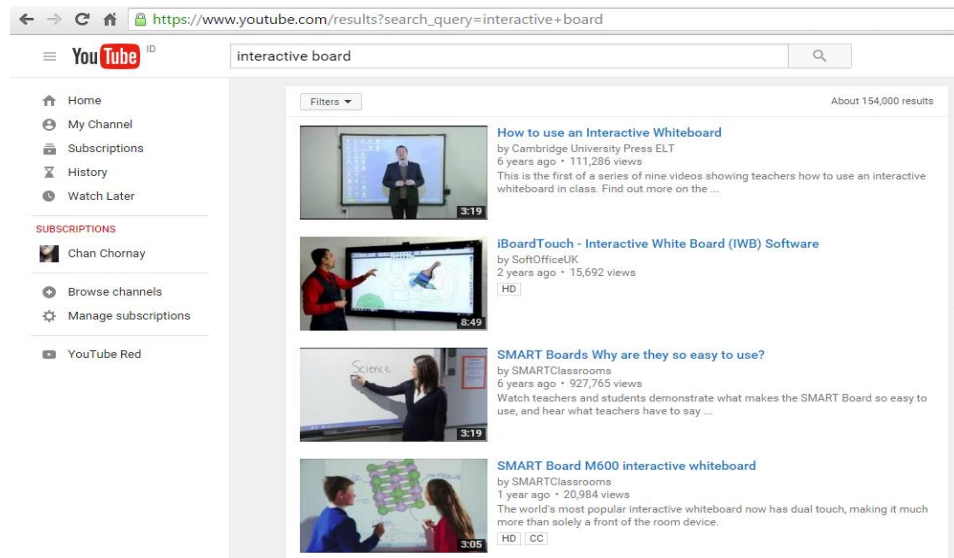 https://www.youtube.com/results?search_query=interactive+board
YouTube ID
interactive board
Home
My Channel
Subscriptions
History
Watch Later
SUBSCRIPTIONS
Chan Chornay
Browse channels
Manage subscriptions
YouTube Red
Filters
About 154,000 results
3:19
How to use an Interactive Whiteboard
by Cambridge University Press ELT
6 years ago • 111,286 views
This is the first of a series of nine videos showing teachers how to use an interactive
whiteboard in class. Find out more on the ...
8:49
iBoardTouch - Interactive White Board (IWB) Software
by SoftOfficeUK
2 years ago • 15,692 views
HD
Science
3:19
SMART Boards Why are they so easy to use?
by SMARTClassrooms
6 years ago • 927,765 views
Watch teachers and students demonstrate what makes the SMART Board so easy to
use, and hear what teachers have to say ...
3:05
SMART Board M600 interactive whiteboard
by SMARTClassrooms
1 year ago • 20,984 views
The world's most popular interactive whiteboard now has dual touch, making it much
more than solely a front of the room device.
HD CC